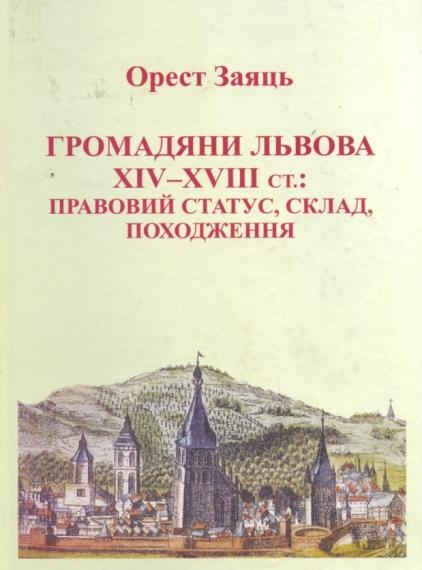 Орест Заяць
ГРОМАДЯНИ ЛЬВОВА
XIV–XVIII ст.:
ПРАВОВИЙ СТАТУС, СКЛАД,
ПОХОДЖЕННЯ